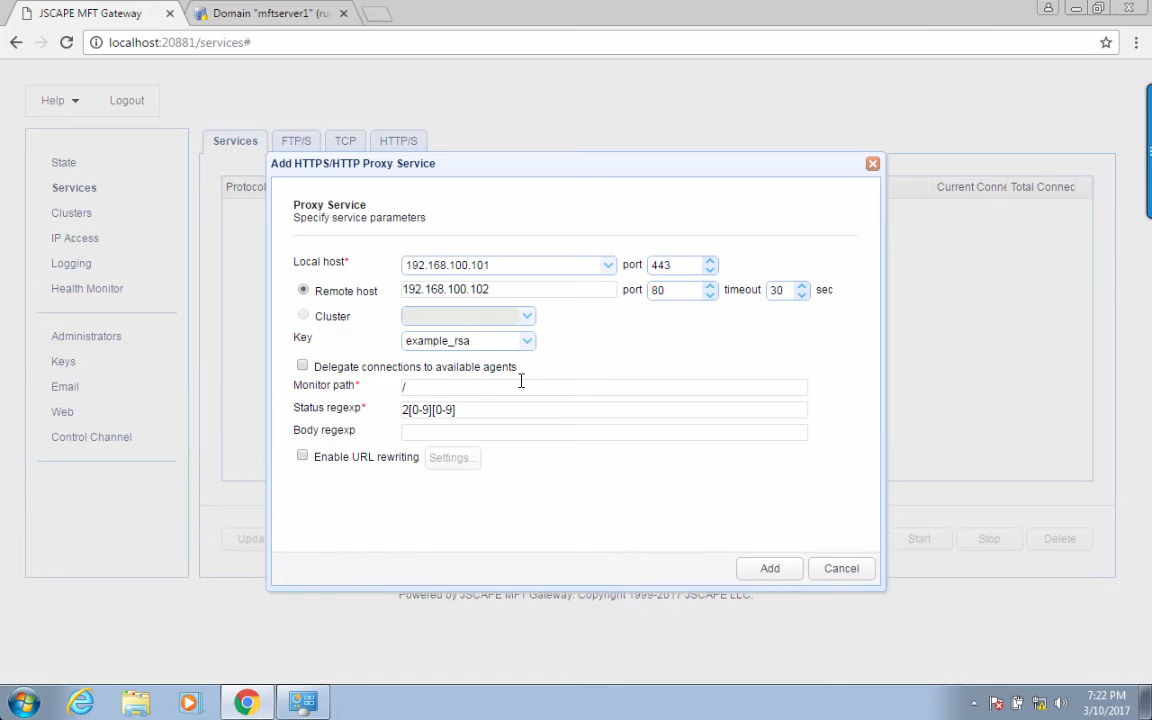 JSCAPE MFT Gateway
Domain "mftserver1" (ru
localhost:20881/services#
Help
Logout
State
Services
Clusters
IP Access
Logging
Health Monitor
Administrators
Keys
Email
Web
Control Channel
Services
FTP/S
TCP
HTTP/S
Protoco
Current Conne
Total Connec
Add HTTPS/HTTP Proxy Service
Proxy Service
Specify service parameters
Local host*
192.168.100.101
port
443
Remote host
192.168.100.102
port
80
timeout
30
sec
Cluster
Key
example_rsa
Delegate connections to available agents
Monitor path*
/
Status regexp*
2[0-9][0-9]
Body regexp
Enable URL rewriting
Settings...
Add
Cancel
Upda
Start
Stop
Delete
Powered by JSCAPE MFT Gateway. Copyright 1999-2017 JSCAPE LLC.
7:22 PM
3/10/2017